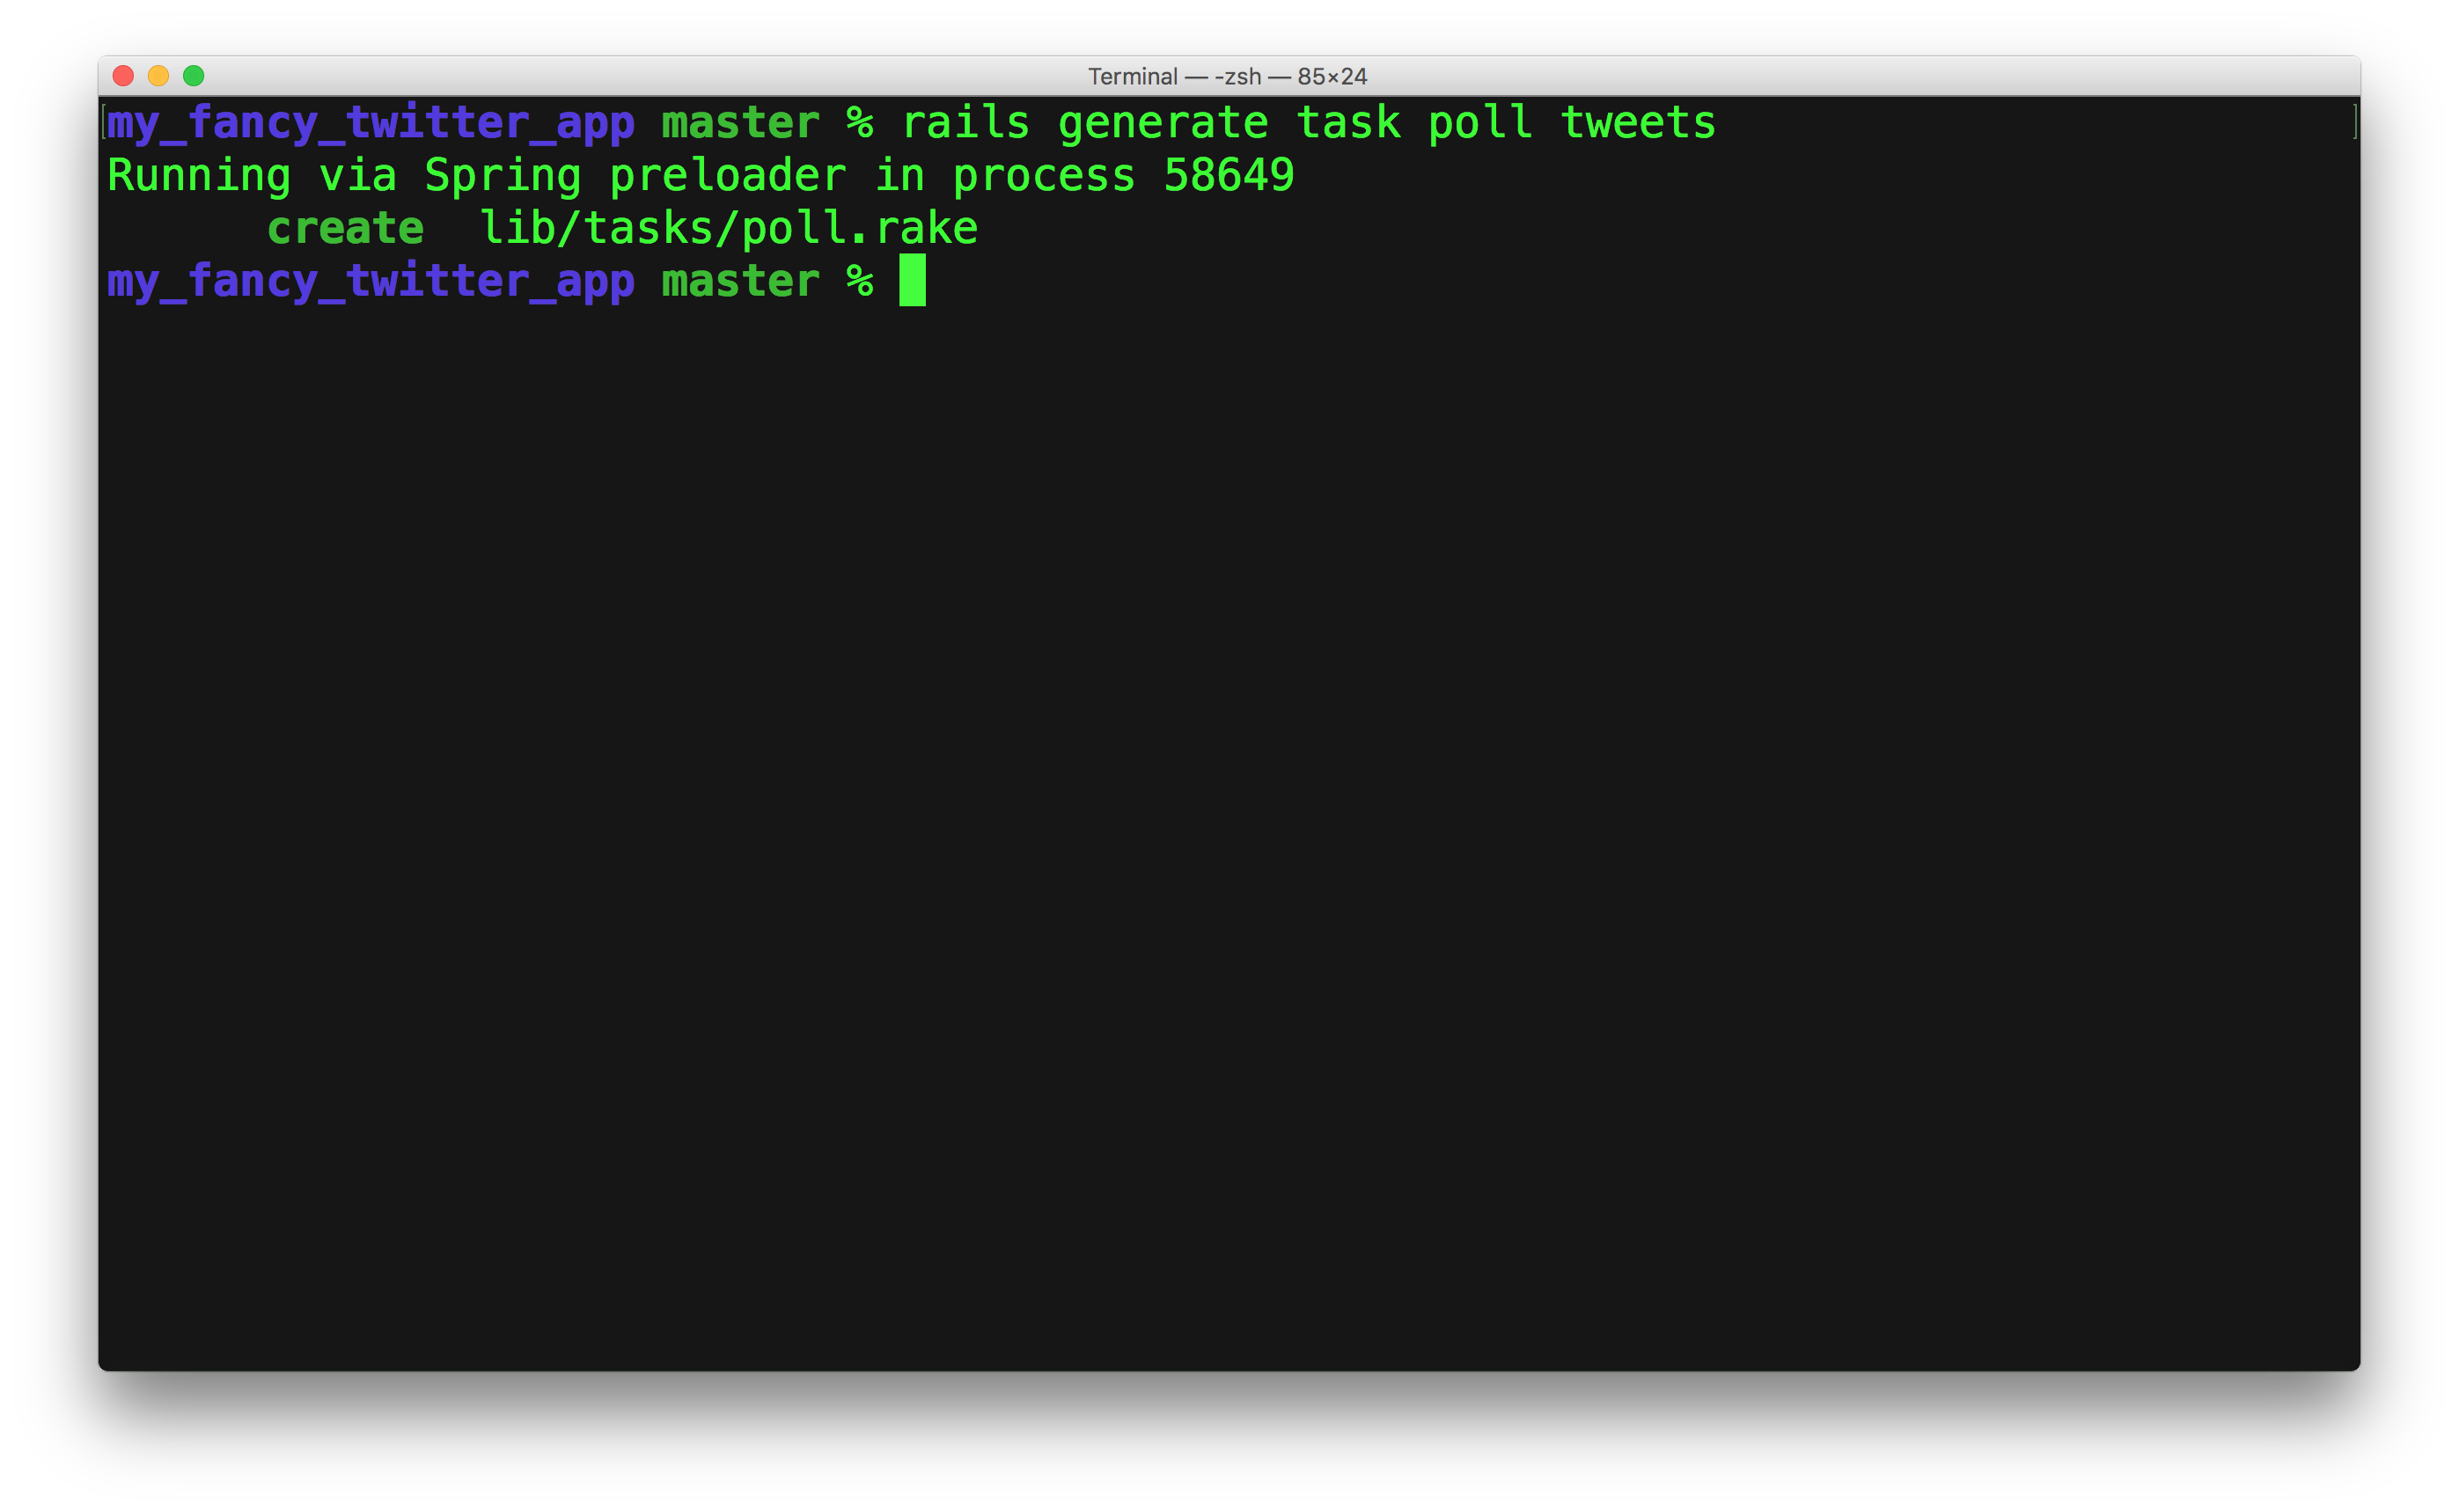 Terminal — -zsh — 85×24
my_fancy_twitter_app master % rails generate task poll tweets
Running via Spring preloader in process 58649
      create  lib/tasks/poll.rake
my_fancy_twitter_app master %